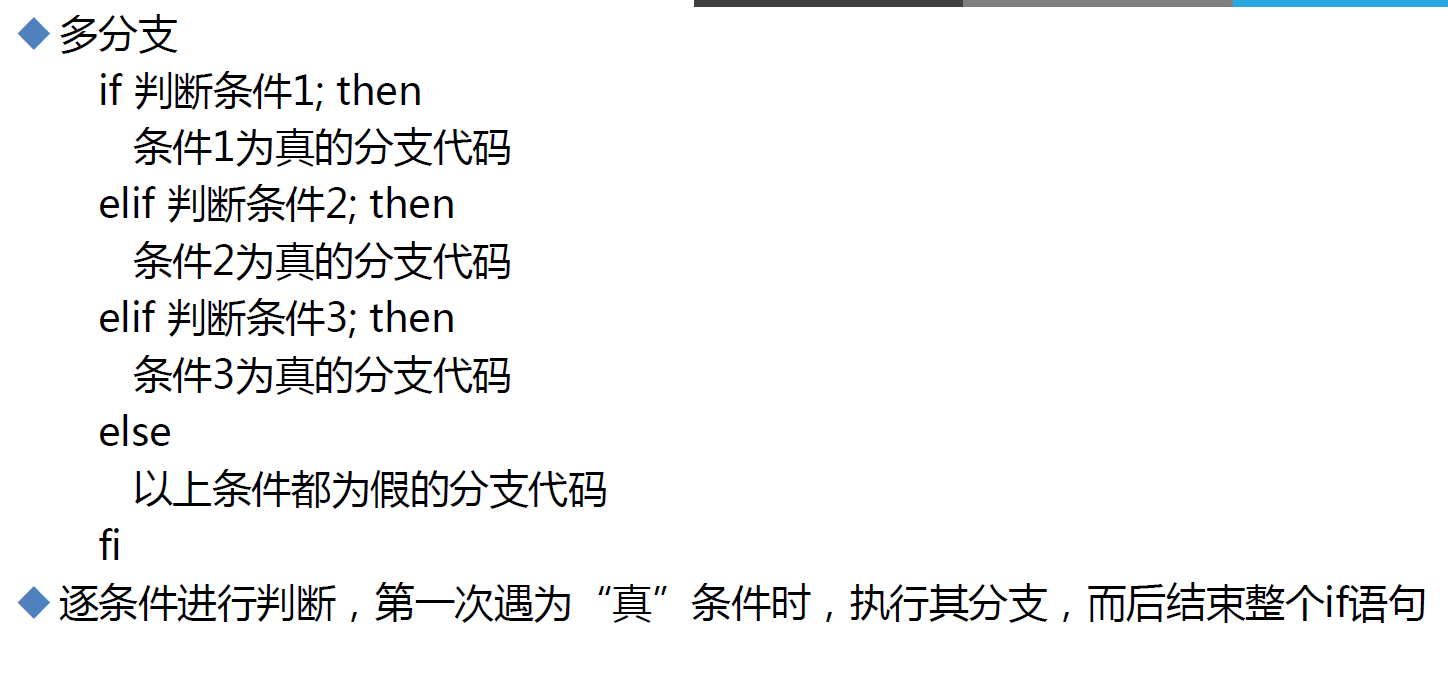 多分支
if 判断条件1; then
条件1为真的分支代码
elif 判断条件2; then
条件2为真的分支代码
elif 判断条件3; then
条件3为真的分支代码
else
以上条件都为假的分支代码
fi
逐条件进行判断，第一次遇为“真”条件时，执行其分支，而后结束整个if语句